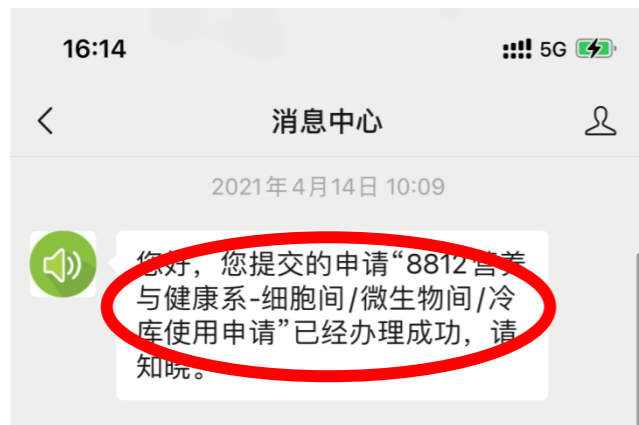 16:14
5G
消息中心
2021年4月14日 10:09
您好，您提交的申请“8812营养
与健康系-细胞间/微生物间/冷
库使用申请”已经办理成功，请
知晓。